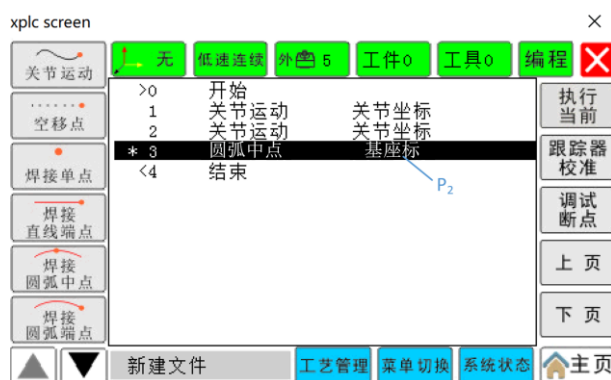 xplc screen
无 低速连续 外 5 工件0 工具0 编程
关节运动
空移点
焊接单点
焊接
直线端点
焊接
圆弧中点
焊接
圆弧端点
>0 开始
1 关节运动 关节坐标
2 关节运动 关节坐标
* 3 圆弧中点 基座标
<4 结束
P₂
执行
当前
跟踪器
校准
调试
断点
上 页
下 页
新建文件 工艺管理 菜单切换 系统状态 主页